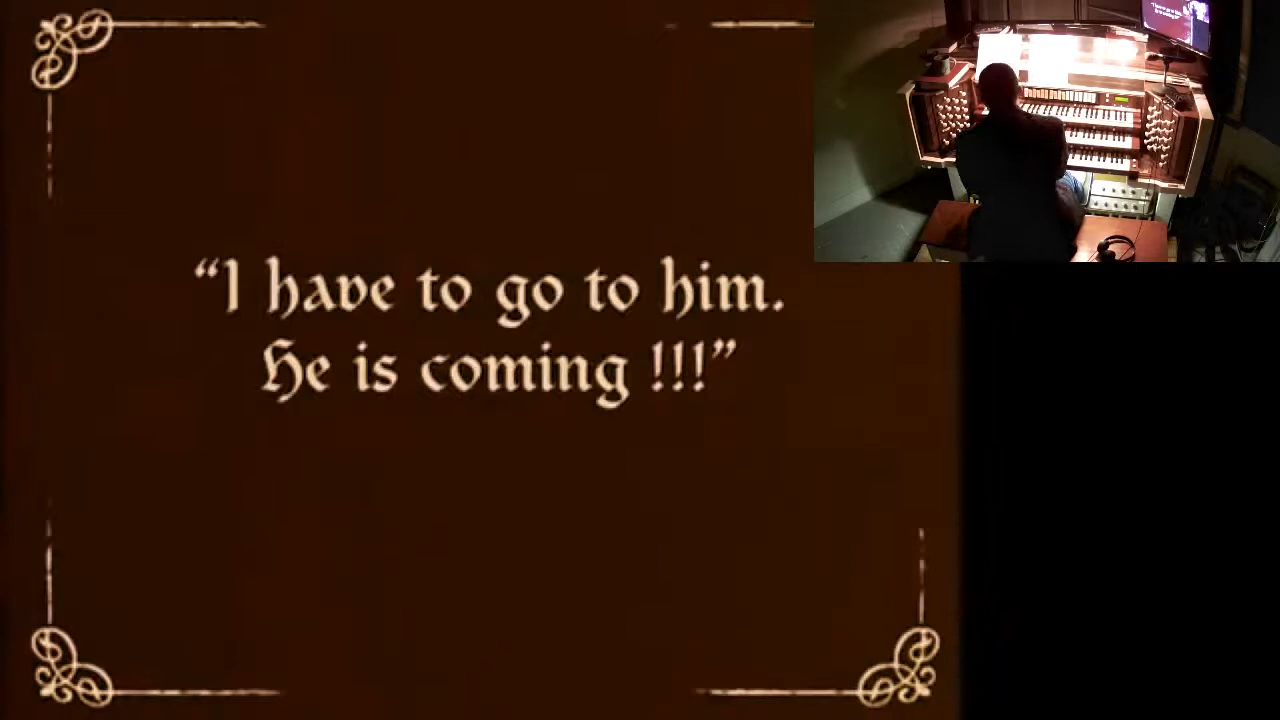 “I have to go to him.
He is coming !!!”